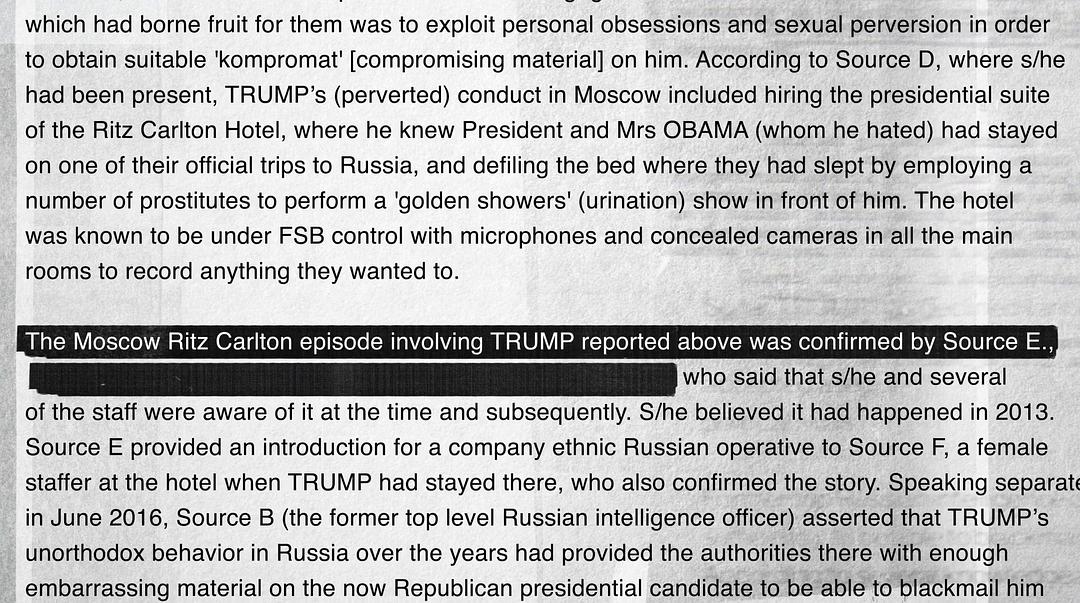 which had borne fruit for them was to exploit personal obsessions and sexual perversion in order
to obtain suitable 'kompromat' [compromising material] on him. According to Source D, where s/he
had been present, TRUMP’s (perverted) conduct in Moscow included hiring the presidential suite
of the Ritz Carlton Hotel, where he knew President and Mrs OBAMA (whom he hated) had stayed
on one of their official trips to Russia, and defiling the bed where they had slept by employing a
number of prostitutes to perform a 'golden showers' (urination) show in front of him. The hotel
was known to be under FSB control with microphones and concealed cameras in all the main
rooms to record anything they wanted to.
The Moscow Ritz Carlton episode involving TRUMP reported above was confirmed by Source E.,
who said that s/he and several
of the staff were aware of it at the time and subsequently. S/he believed it had happened in 2013.
Source E provided an introduction for a company ethnic Russian operative to Source F, a female
staffer at the hotel when TRUMP had stayed there, who also confirmed the story. Speaking separate
in June 2016, Source B (the former top level Russian intelligence officer) asserted that TRUMP’s
unorthodox behavior in Russia over the years had provided the authorities there with enough
embarrassing material on the now Republican presidential candidate to be able to blackmail him